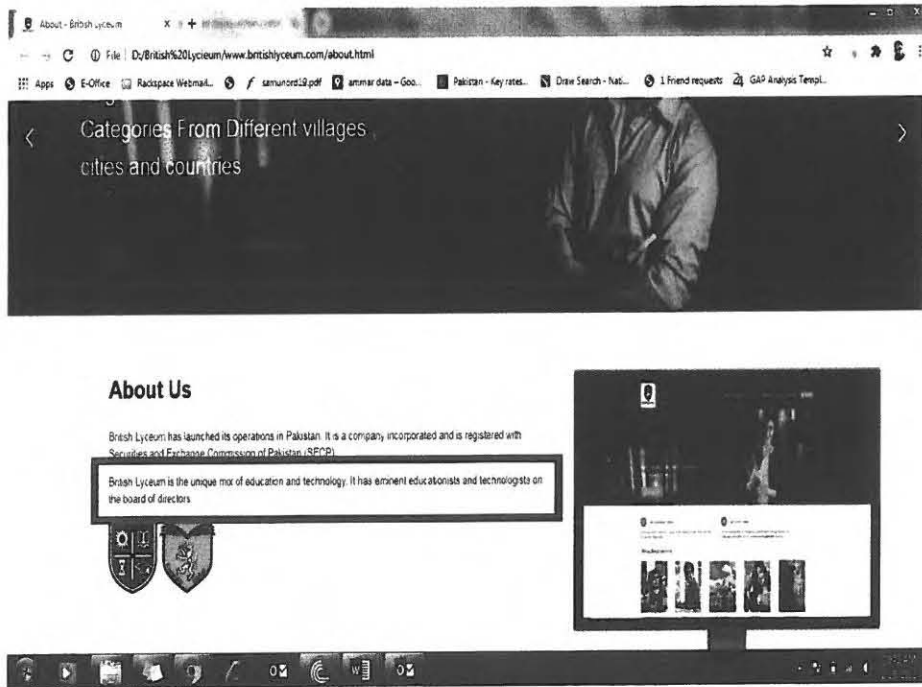 About - British Lyceum
File D:/British%20Lycieum/www.britishlyceum.com/about.html
Apps E-Office Rackspace Webmail... samunord19.pdf ammar data – Goo... Pakistan - Key rates... Draw Search - Nati... 1 Friend requests GAP Analysis Templ...
Categories From Different villages
cities and countries
About Us
British Lyceum has launched its operations in Pakistan. It is a company incorporated and is registered with
Securities and Exchange Commission of Pakistan (SECP)
British Lyceum is the unique mix of education and technology. It has eminent educationists and technologists on
the board of directors